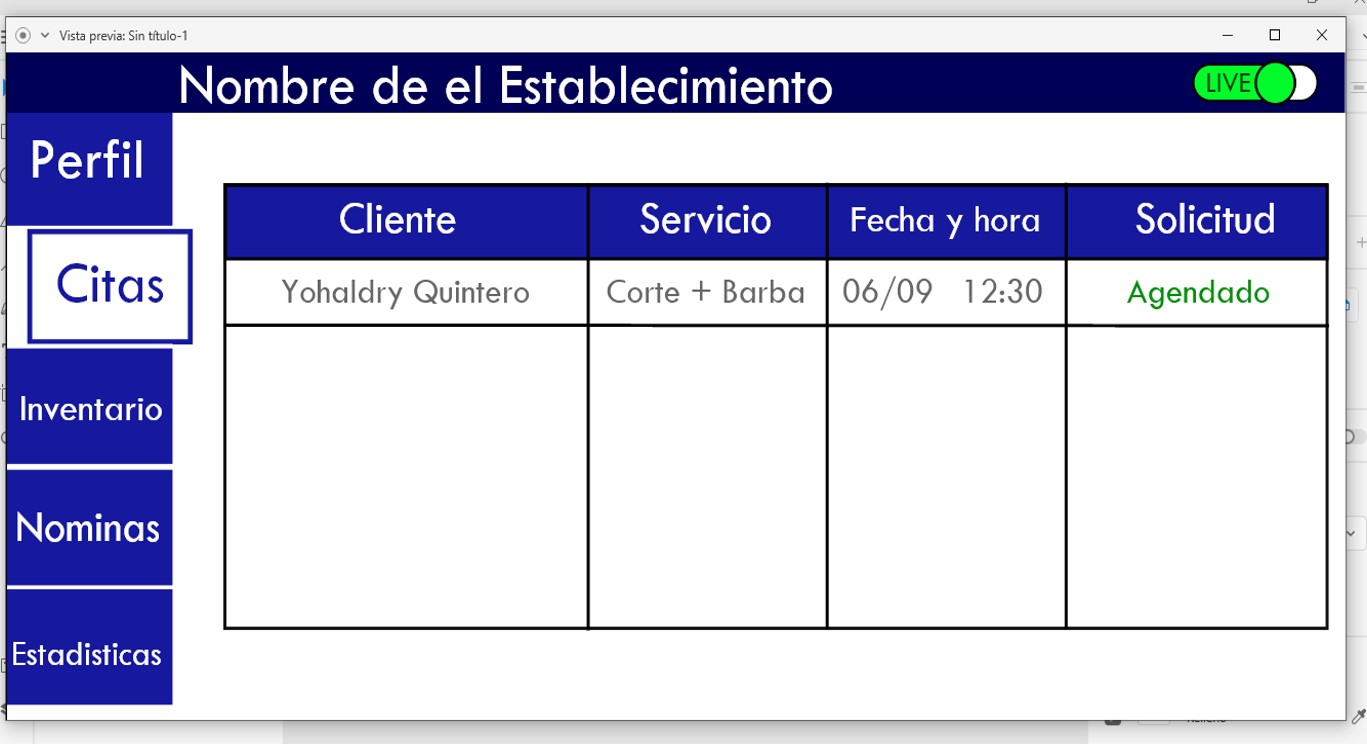 Vista previa: Sin título-1
Nombre de el Establecimiento
LIVE
Perfil
Citas
Inventario
Nominas
Estadisticas
Cliente Servicio Fecha y hora Solicitud
Yohaldry Quintero Corte + Barba 06/09 12:30 Agendado